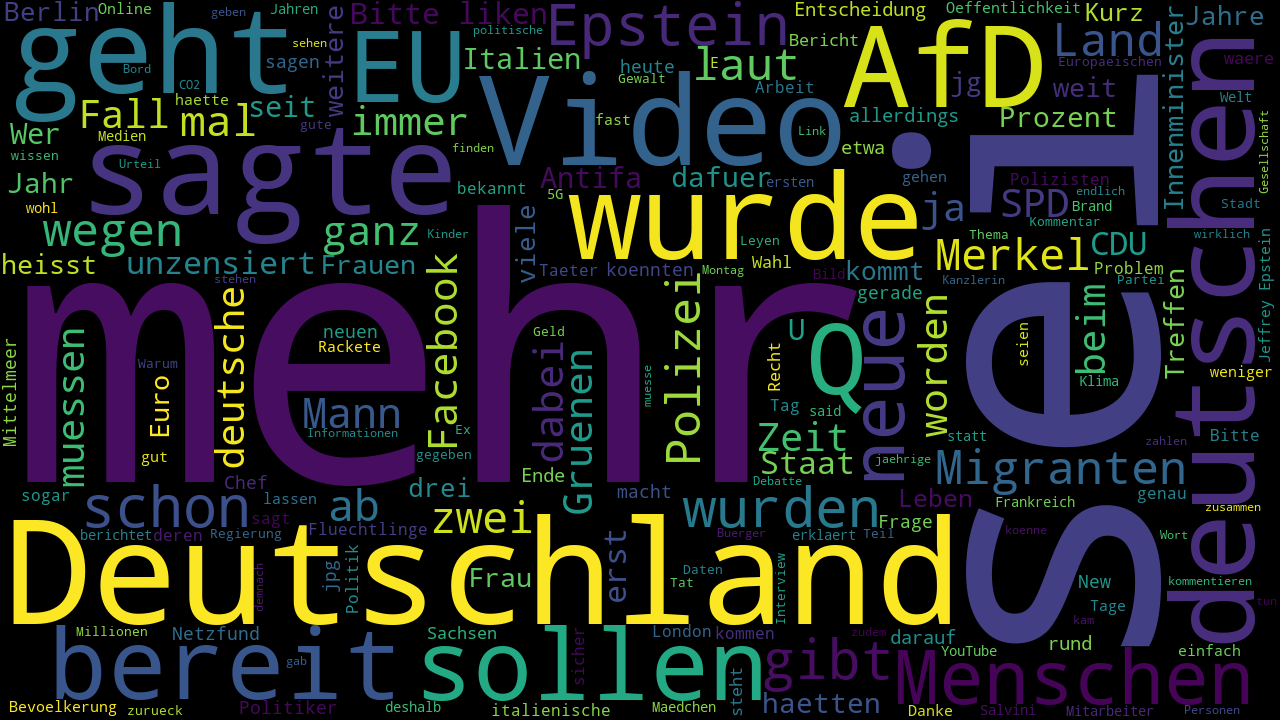 Berlin
Online
Jahren
geben
weitere
Bitte liken
politische
Epstein
Entscheidung
Oeffentlichkeit
Kurz
Jahre
geht
sehen
EU
Italien
Bericht
AfD
Land
Innenminister
waere
sagen
Bord
CO2
heute
Gewalt
E
laut
Arbeit
jg
Europaeischen
weit
Welt
Fall
haette
seit
mal
gute
immer
Video
fast
Link
allerdings
Prozent
Gesellschaft
Wer
Medien
wissen
Urteil
sagte
finden
etwa
i
gehen
Set
deutschen
Jahr
wohl
bekannt
Antifa
dafuer
ersten
5G
wurde
Polizisten
endlich
SPD
Brand
Kommentar
ja
Stadt
wegen
ganz
Kinder
viele
Leyen
Thema
Merkel
CDU
wirklich
heisst
unzensiert
Frauen
Taeter
koennten
Montag
Wahl
Bild
kommt
Kanzlerin
Problem
Partei
Jeffrey Epstein
stehen
mehr
gerade
Mittelmeer
muessen
deutsche
neuen
Rackete
Warum
Facebook
Geld
dabei
Gruenen
Polizei
U
Q
neue
worden
seien
beim
Treffen
weniger
Euro
Mann
Informationen
muesse
Recht
Klima
gut
Ex
gegeben
Tag
said
Zeit
statt
zahlen
Bitte
sogar
Chef
Ende
Staat
jaehrige
Debatte
Migranten
genau
schon
lassen
ab
drei
macht
wurden
Leben
Frankreich
zusammen
sagt
zwei
Frage
berichtet
deren
Regierung
Fluechtlinge
Buerger
erklaert
Teil
koenne
Wort
Deutschland
demnach
jpg
Politik
Frau
erst
Daten
Tat
Interview
New
kommentieren
Tage
tun
Millionen
Netzfund
Sachsen
London
kommen
zudem
darauf
kam
rund
bereit
gab
sollen
sicher
gibt
YouTube
einfach
Menschen
steht
haetten
Bevoelkerung
zurueck
Politiker
deshalb
italienische
Maedchen
Danke
Salvini
Mitarbeiter
Personen